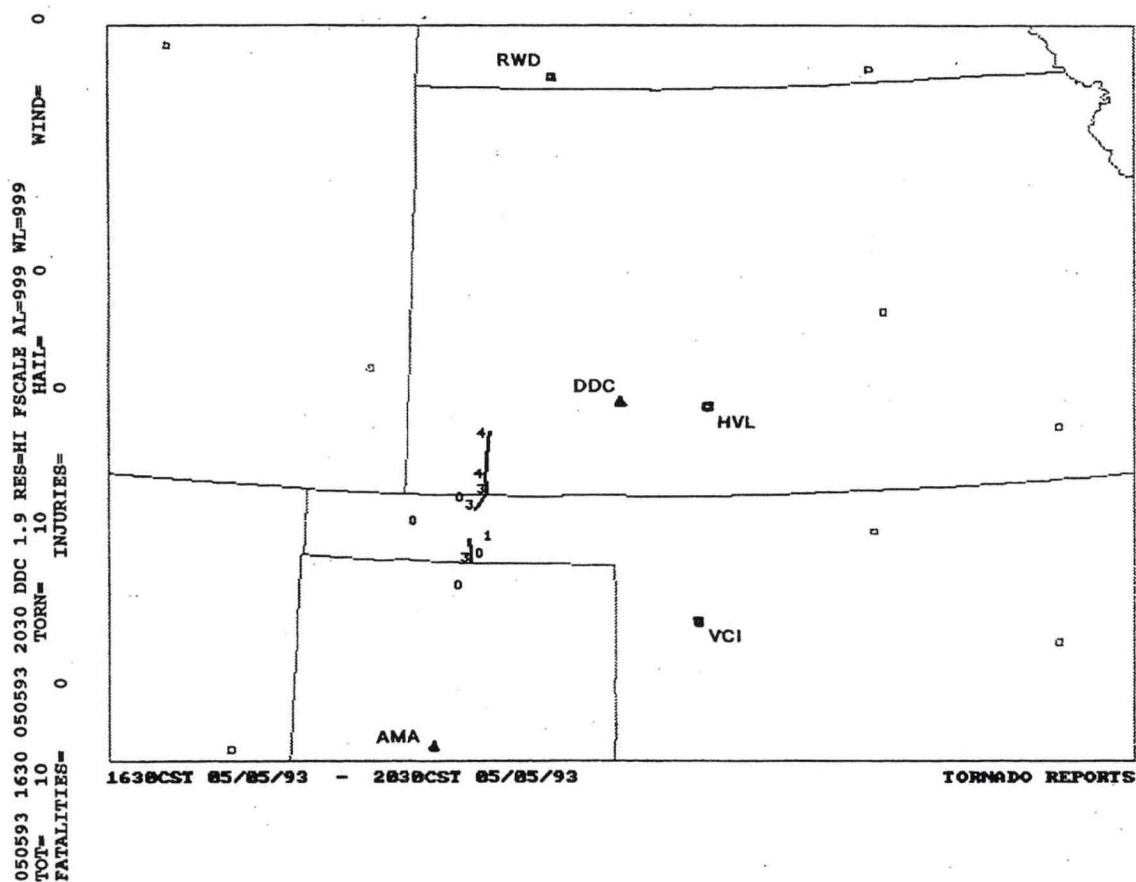 050593 1630 050593 2030 DDC 1.9 RES=HI FSCALE AL=999 WL=999
TOT= 10 TORN= 10 HAIL= 0 WIND= 0
FATALITIES= 0 INJURIES= 0
RWD
DDC
HVL
4
4
3
0
3
0
1
3
0
0
VCI
AMA
1630CST 05/05/93 - 2030CST 05/05/93 TORNADO REPORTS